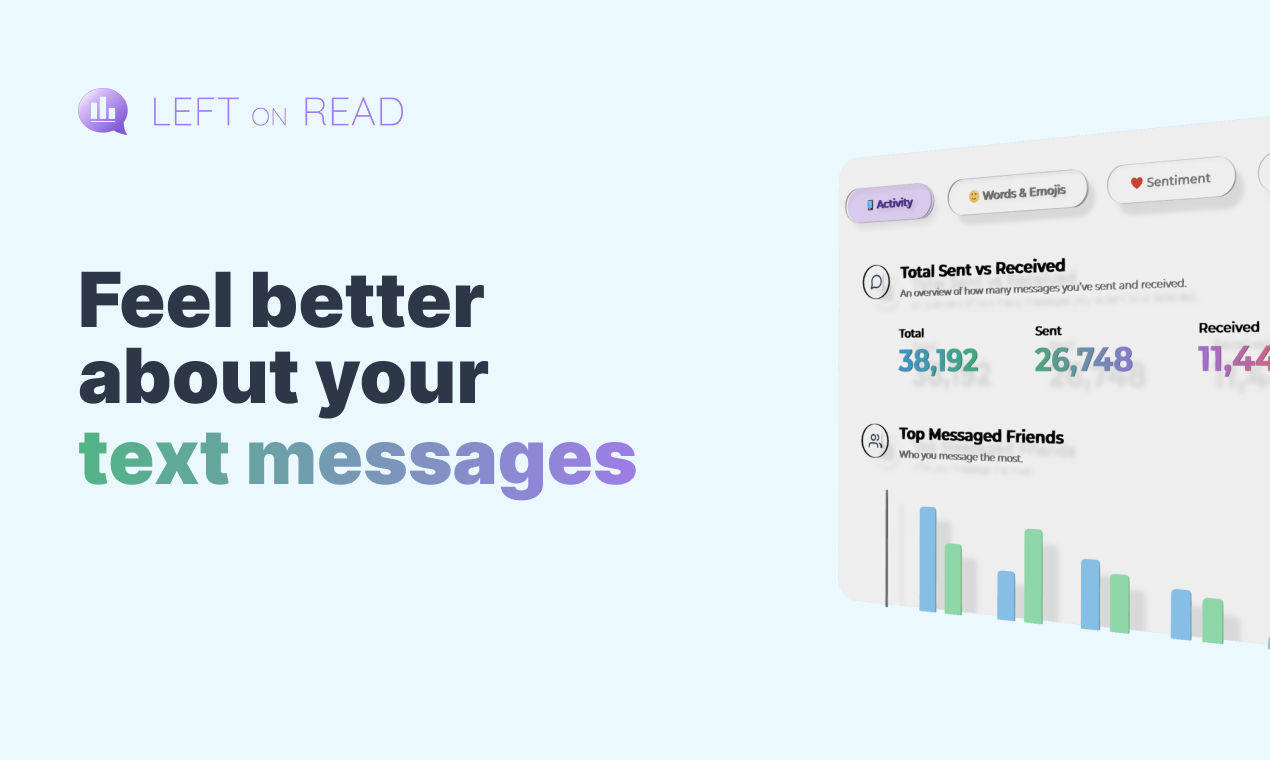 LEFT ON READ
Feel better
about your
text messages
Activity
Words & Emojis
Sentiment
Total Sent vs Received
An overview of how many messages you've sent and received.
Total
Sent
Received
38,192
26,748
11,44
Top Messaged Friends
Who you message the most.